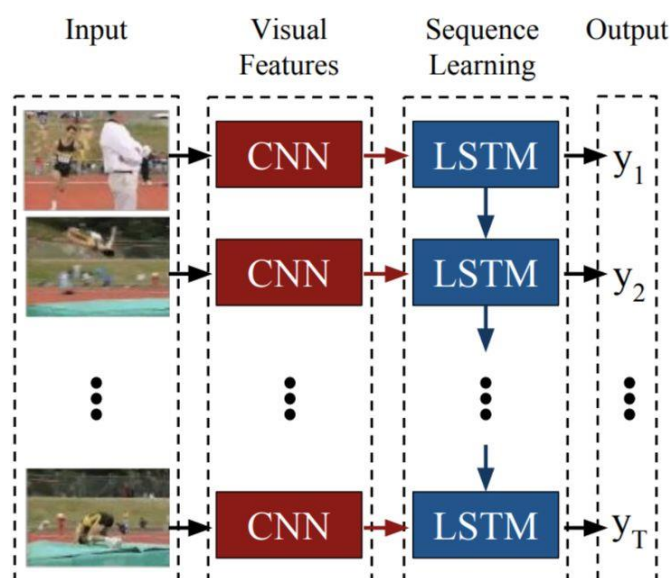 Input
Visual
Features
Sequence
Learning
Output
CNN
LSTM
y1
CNN
LSTM
y2
CNN
LSTM
yT